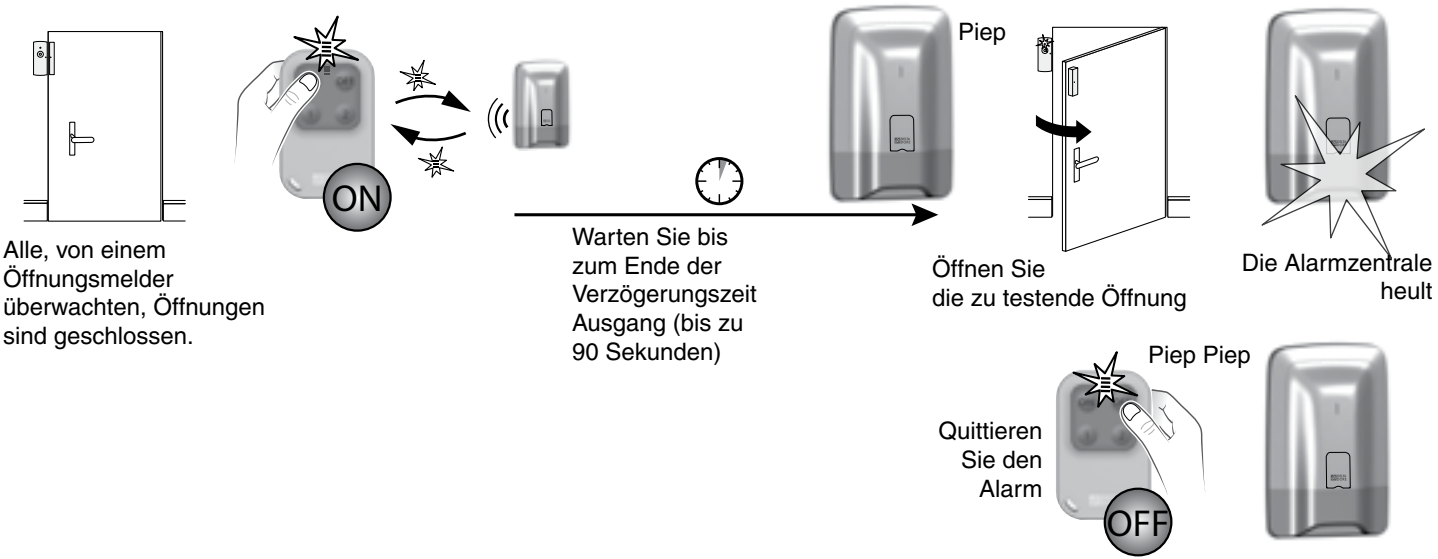 Alle, von einem
Öffnungsmelder
überwachten, Öffnungen
sind geschlossen.
ON
Warten Sie bis
zum Ende der
Verzögerungszeit
Ausgang (bis zu
90 Sekunden)
Piep
Öffnen Sie
die zu testende Öffnung
Die Alarmzentrale
heult
Piep Piep
Quittieren
Sie den
Alarm
OFF